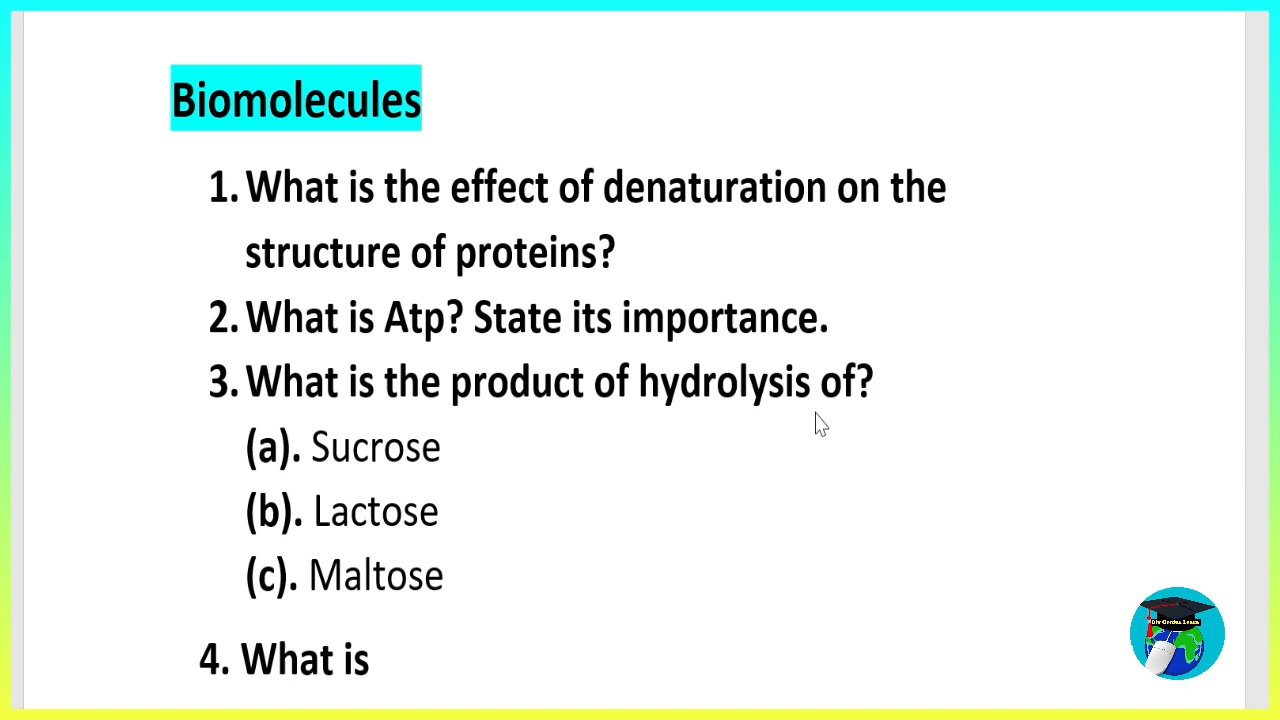 Biomolecules
1. What is the effect of denaturation on the
structure of proteins?
2. What is Atp? State its importance.
3. What is the product of hydrolysis of?
(a). Sucrose
(b). Lactose
(c). Maltose
4. What is